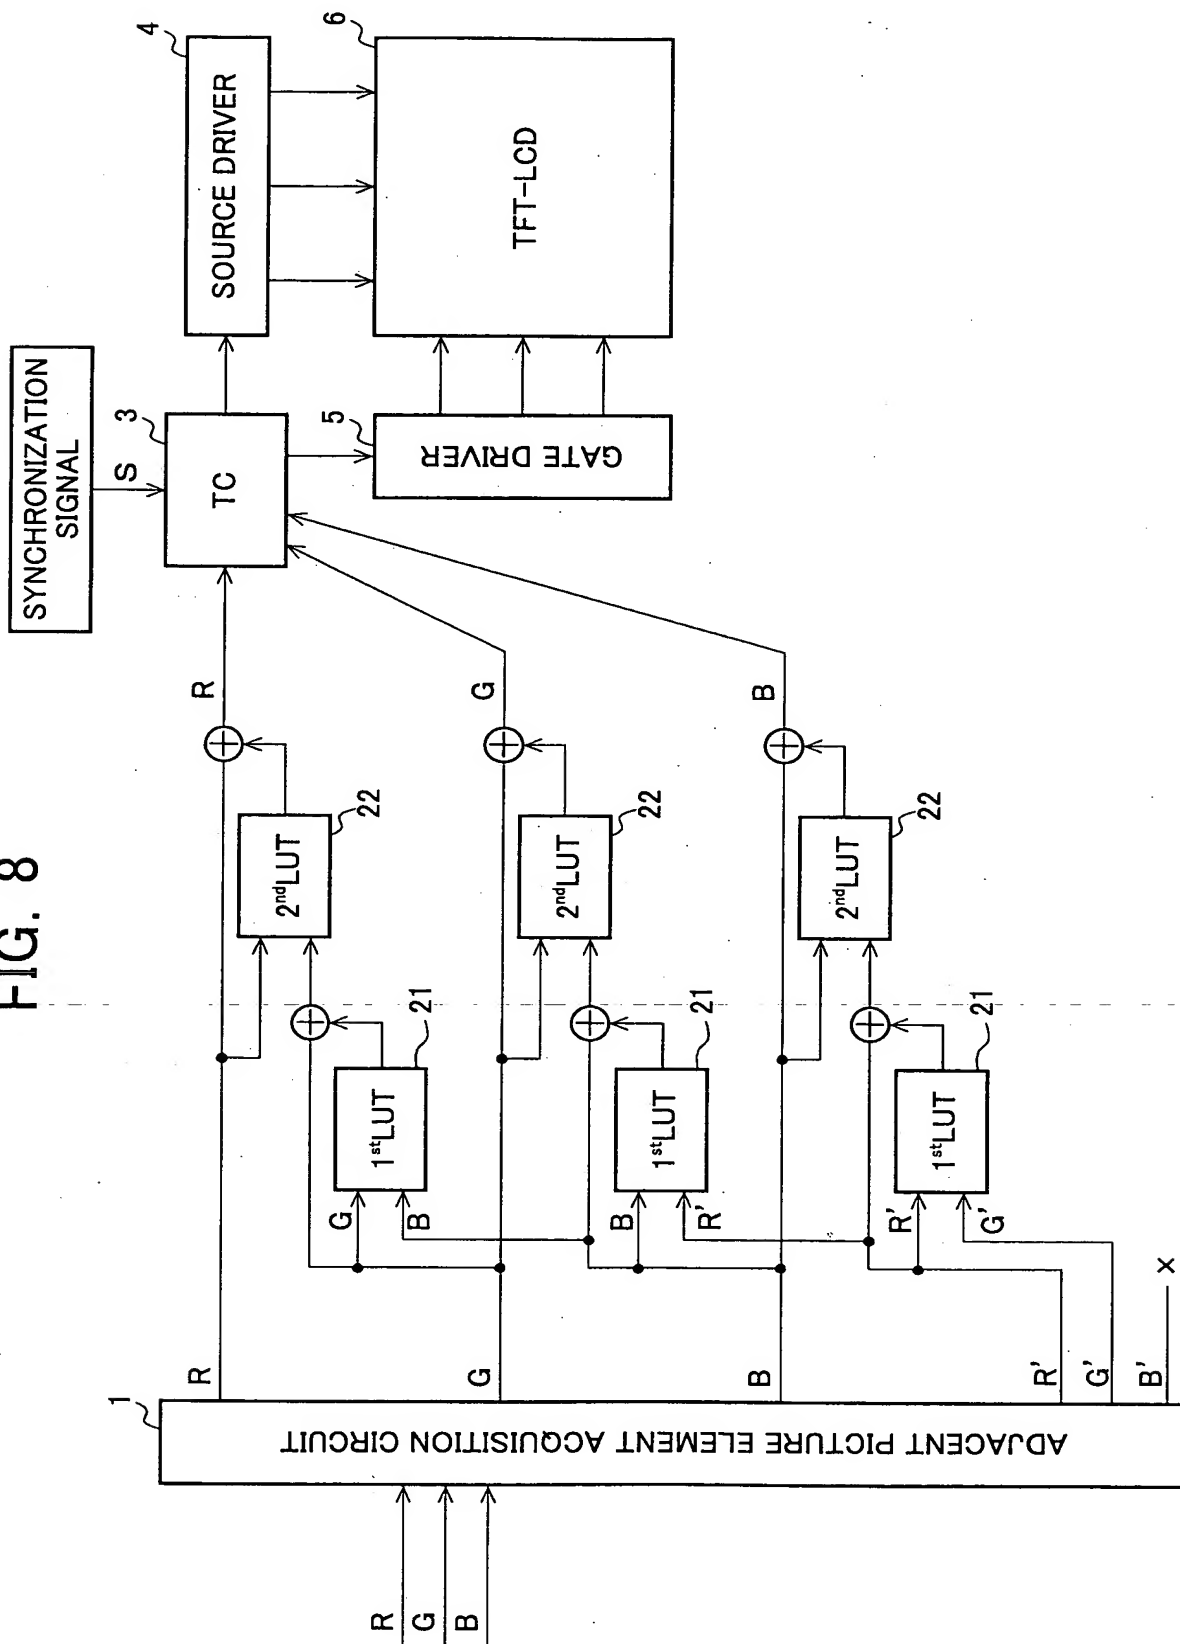 FIG. 8
SYNCHRONIZATION
SIGNAL
S
3
TC
4
SOURCE DRIVER
5
GATE DRIVER
6
TFT-LCD
R
G
B
1
ADJACENT PICTURE ELEMENT ACQUISITION CIRCUIT
R
G
B
R'
G'
B'
x
G
B
1stLUT
21
2ndLUT
22
R
B
R'
1stLUT
21
2ndLUT
22
G
R'
G'
1stLUT
21
2ndLUT
22
B